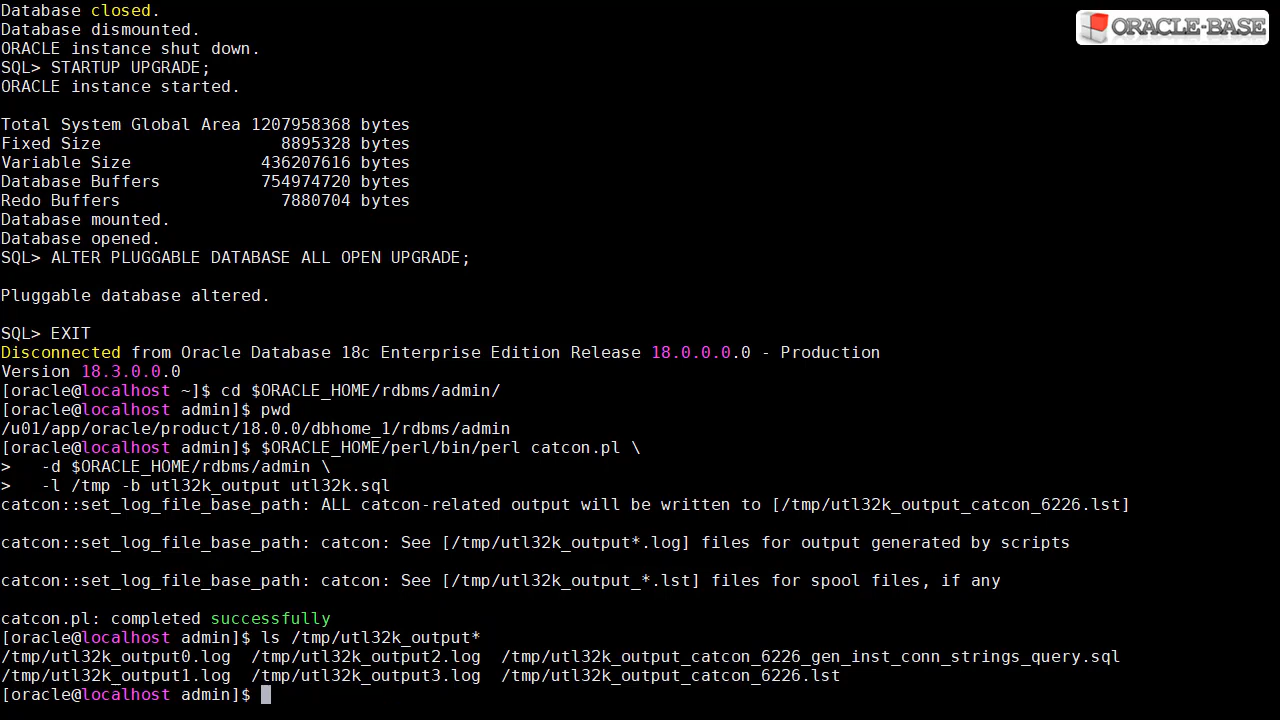 Database closed.
Database dismounted.
ORACLE instance shut down.
SQL> STARTUP UPGRADE;
ORACLE instance started.
ORACLE-BASE
Total System Global Area 1207958368 bytes
Fixed Size                  8895328 bytes
Variable Size             436207616 bytes
Database Buffers          754974720 bytes
Redo Buffers                7880704 bytes
Database mounted.
Database opened.
SQL> ALTER PLUGGABLE DATABASE ALL OPEN UPGRADE;
Pluggable database altered.
SQL> EXIT
Disconnected from Oracle Database 18c Enterprise Edition Release 18.0.0.0.0 - Production
Version 18.3.0.0.0
[oracle@localhost ~]$ cd $ORACLE_HOME/rdbms/admin/
[oracle@localhost admin]$ pwd
/u01/app/oracle/product/18.0.0/dbhome_1/rdbms/admin
[oracle@localhost admin]$ $ORACLE_HOME/perl/bin/perl catcon.pl \
>   -d $ORACLE_HOME/rdbms/admin \
>   -l /tmp -b utl32k_output utl32k.sql
catcon::set_log_file_base_path: ALL catcon-related output will be written to [/tmp/utl32k_output_catcon_6226.lst]
catcon::set_log_file_base_path: catcon: See [/tmp/utl32k_output*.log] files for output generated by scripts
catcon::set_log_file_base_path: catcon: See [/tmp/utl32k_output_*.lst] files for spool files, if any
catcon.pl: completed successfully
[oracle@localhost admin]$ ls /tmp/utl32k_output*
/tmp/utl32k_output0.log  /tmp/utl32k_output2.log  /tmp/utl32k_output_catcon_6226_gen_inst_conn_strings_query.sql
/tmp/utl32k_output1.log  /tmp/utl32k_output3.log  /tmp/utl32k_output_catcon_6226.lst
[oracle@localhost admin]$